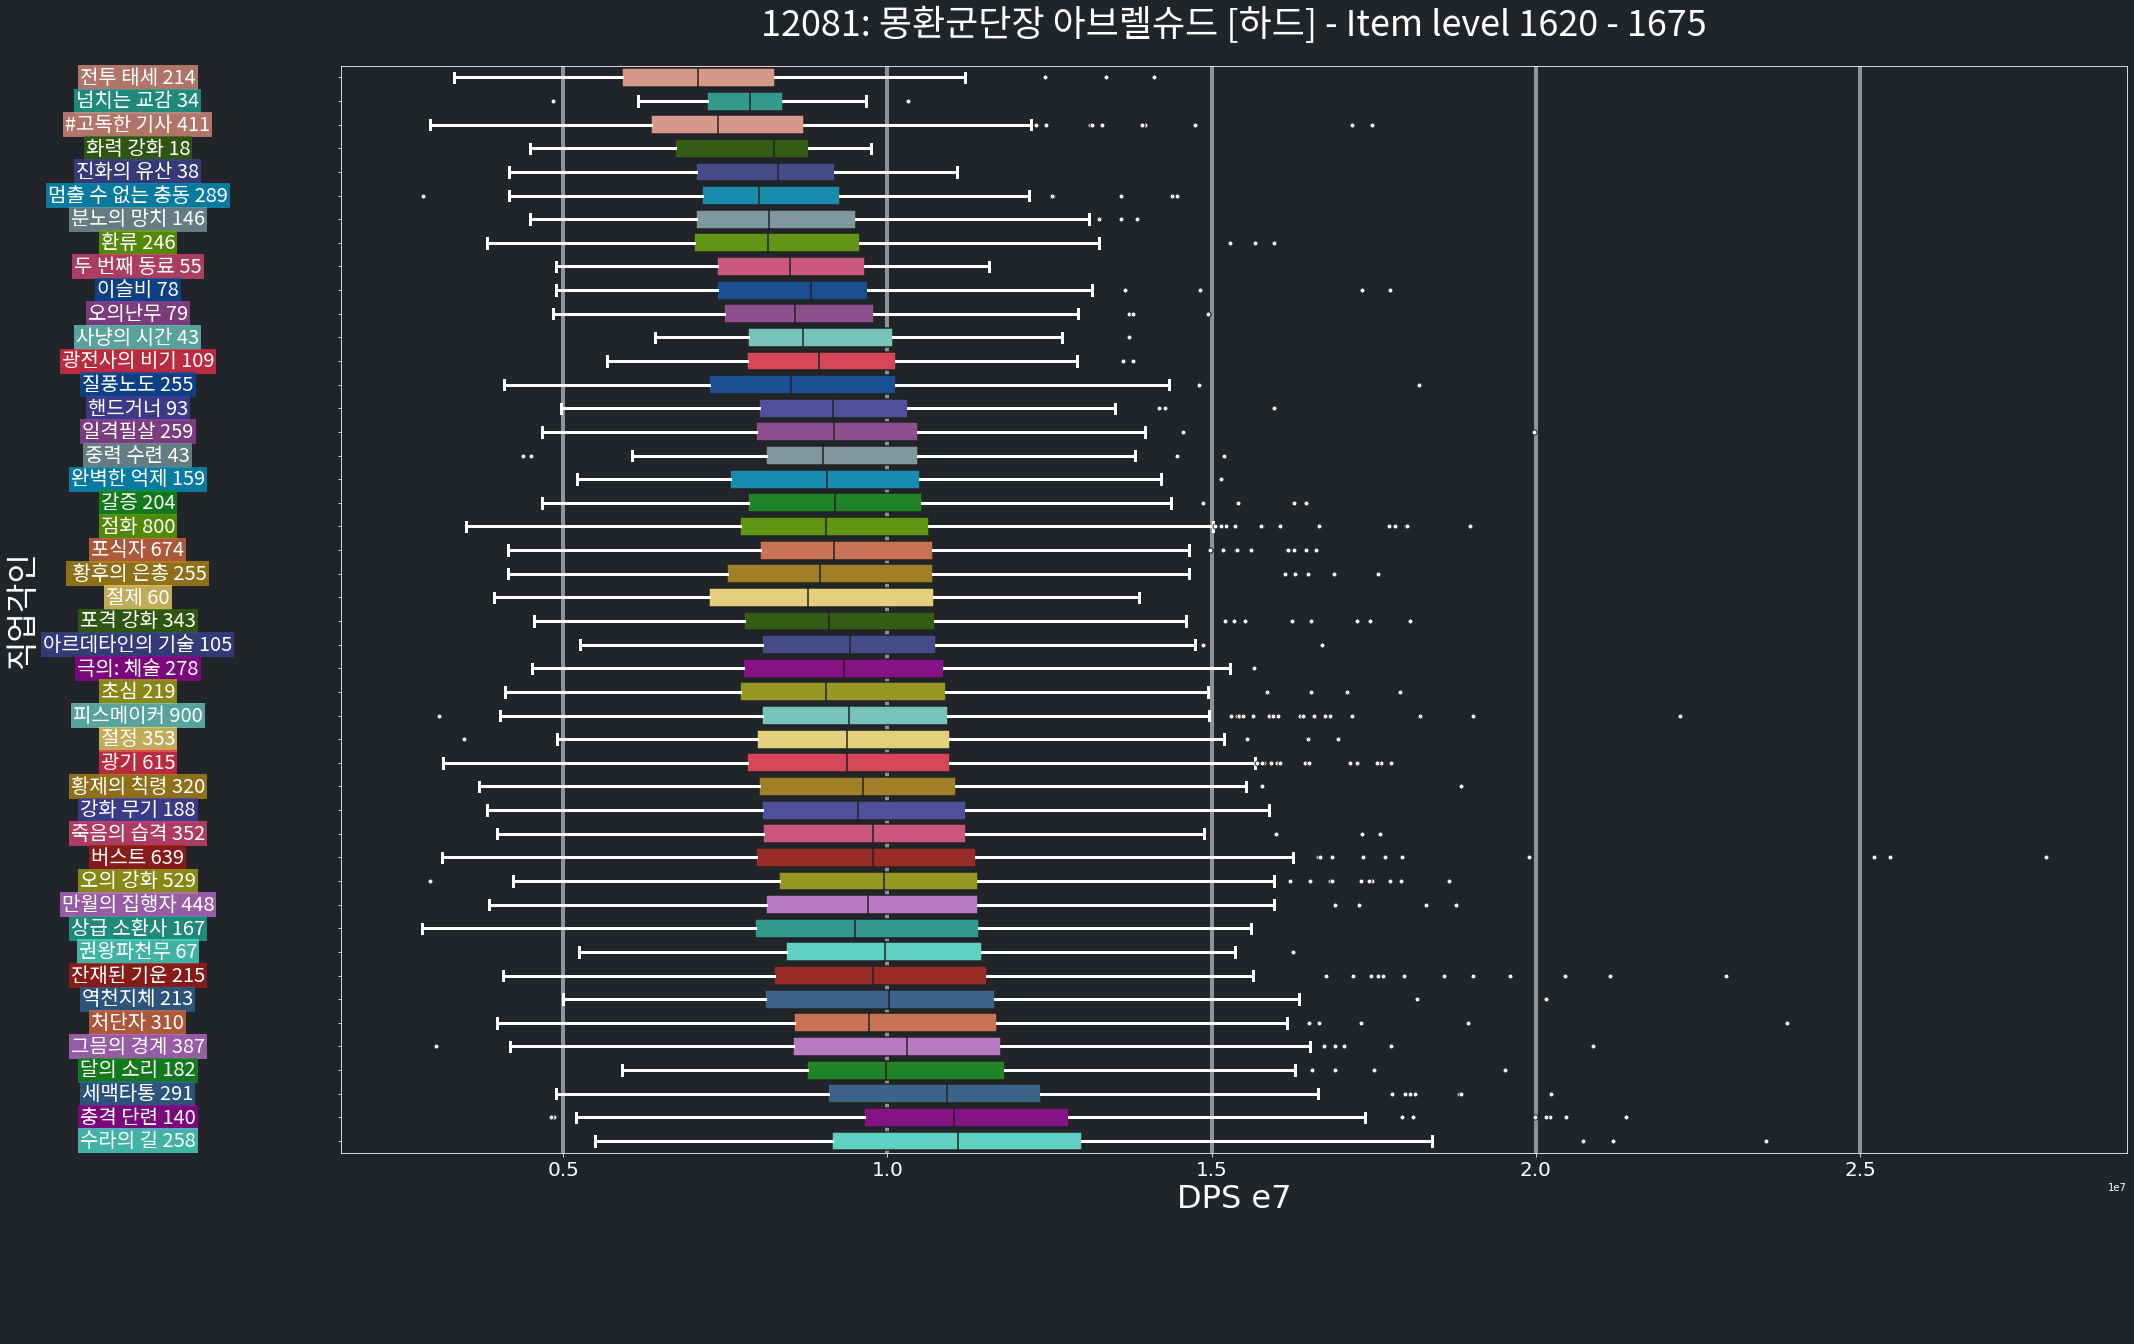 12081: 몽환군단장 아브렐슈드 [하드] - Item level 1620 - 1675
직업각인
전투 태세 214
넘치는 교감 34
#고독한 기사 411
화력 강화 18
진화의 유산 38
멈출 수 없는 충동 289
분노의 망치 146
환류 246
두 번째 동료 55
이슬비 78
오의난무 79
사냥의 시간 43
광전사의 비기 109
질풍노도 255
핸드거너 93
일격필살 259
중력 수련 43
완벽한 억제 159
갈증 204
점화 800
포식자 674
황후의 은총 255
절제 60
포격 강화 343
아르데타인의 기술 105
극의: 체술 278
초심 219
피스메이커 900
절정 353
광기 615
황제의 칙령 320
강화 무기 188
죽음의 습격 352
버스트 639
오의 강화 529
만월의 집행자 448
상급 소환사 167
권왕파천무 67
잔재된 기운 215
역천지체 213
처단자 310
그믐의 경계 387
달의 소리 182
세맥타통 291
충격 단련 140
수라의 길 258
0.5 1.0 1.5 2.0 2.5
DPS e7
1e7